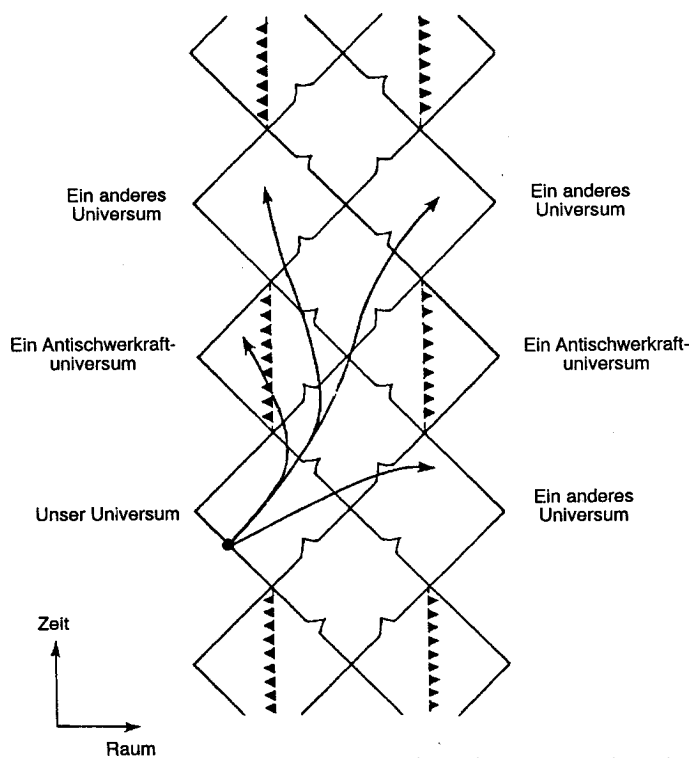 Ein anderes
Universum
Ein anderes
Universum
Ein Antischwerkraft-
universum
Ein Antischwerkraft-
universum
Unser Universum
Ein anderes
Universum
Zeit
Raum